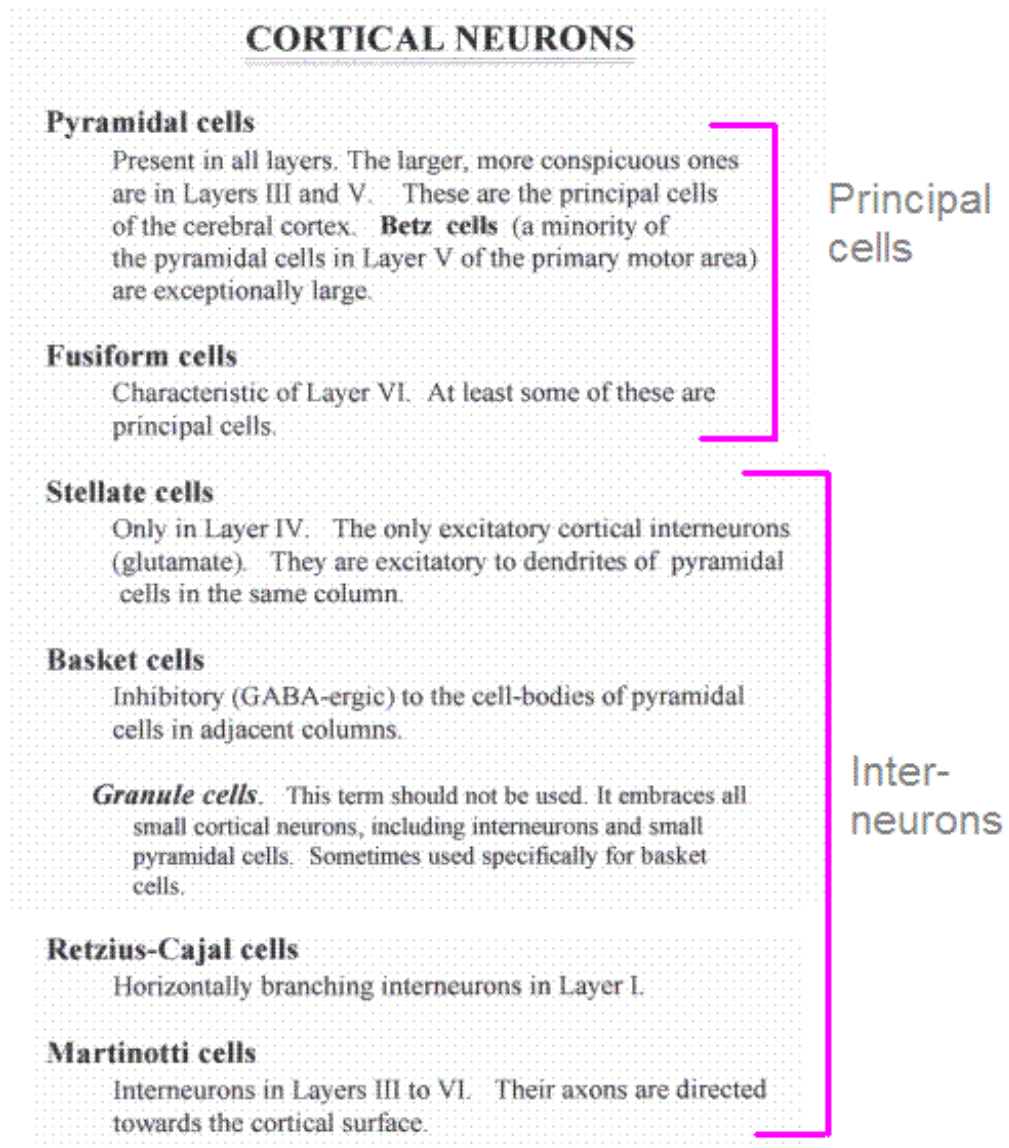 CORTICAL NEURONS
Pyramidal cells
Present in all layers. The larger, more conspicuous ones
are in Layers III and V. These are the principal cells
of the cerebral cortex. Betz cells (a minority of
the pyramidal cells in Layer V of the primary motor area)
are exceptionally large.
Principal
cells
Fusiform cells
Characteristic of Layer VI. At least some of these are
principal cells.
Stellate cells
Only in Layer IV. The only excitatory cortical interneurons
(glutamate). They are excitatory to dendrites of pyramidal
cells in the same column.
Basket cells
Inhibitory (GABA-ergic) to the cell-bodies of pyramidal
cells in adjacent columns.
Granule cells. This term should not be used. It embraces all
small cortical neurons, including interneurons and small
pyramidal cells. Sometimes used specifically for basket
cells.
Inter-
neurons
Retzius-Cajal cells
Horizontally branching interneurons in Layer I.
Martinotti cells
Interneurons in Layers III to VI. Their axons are directed
towards the cortical surface.